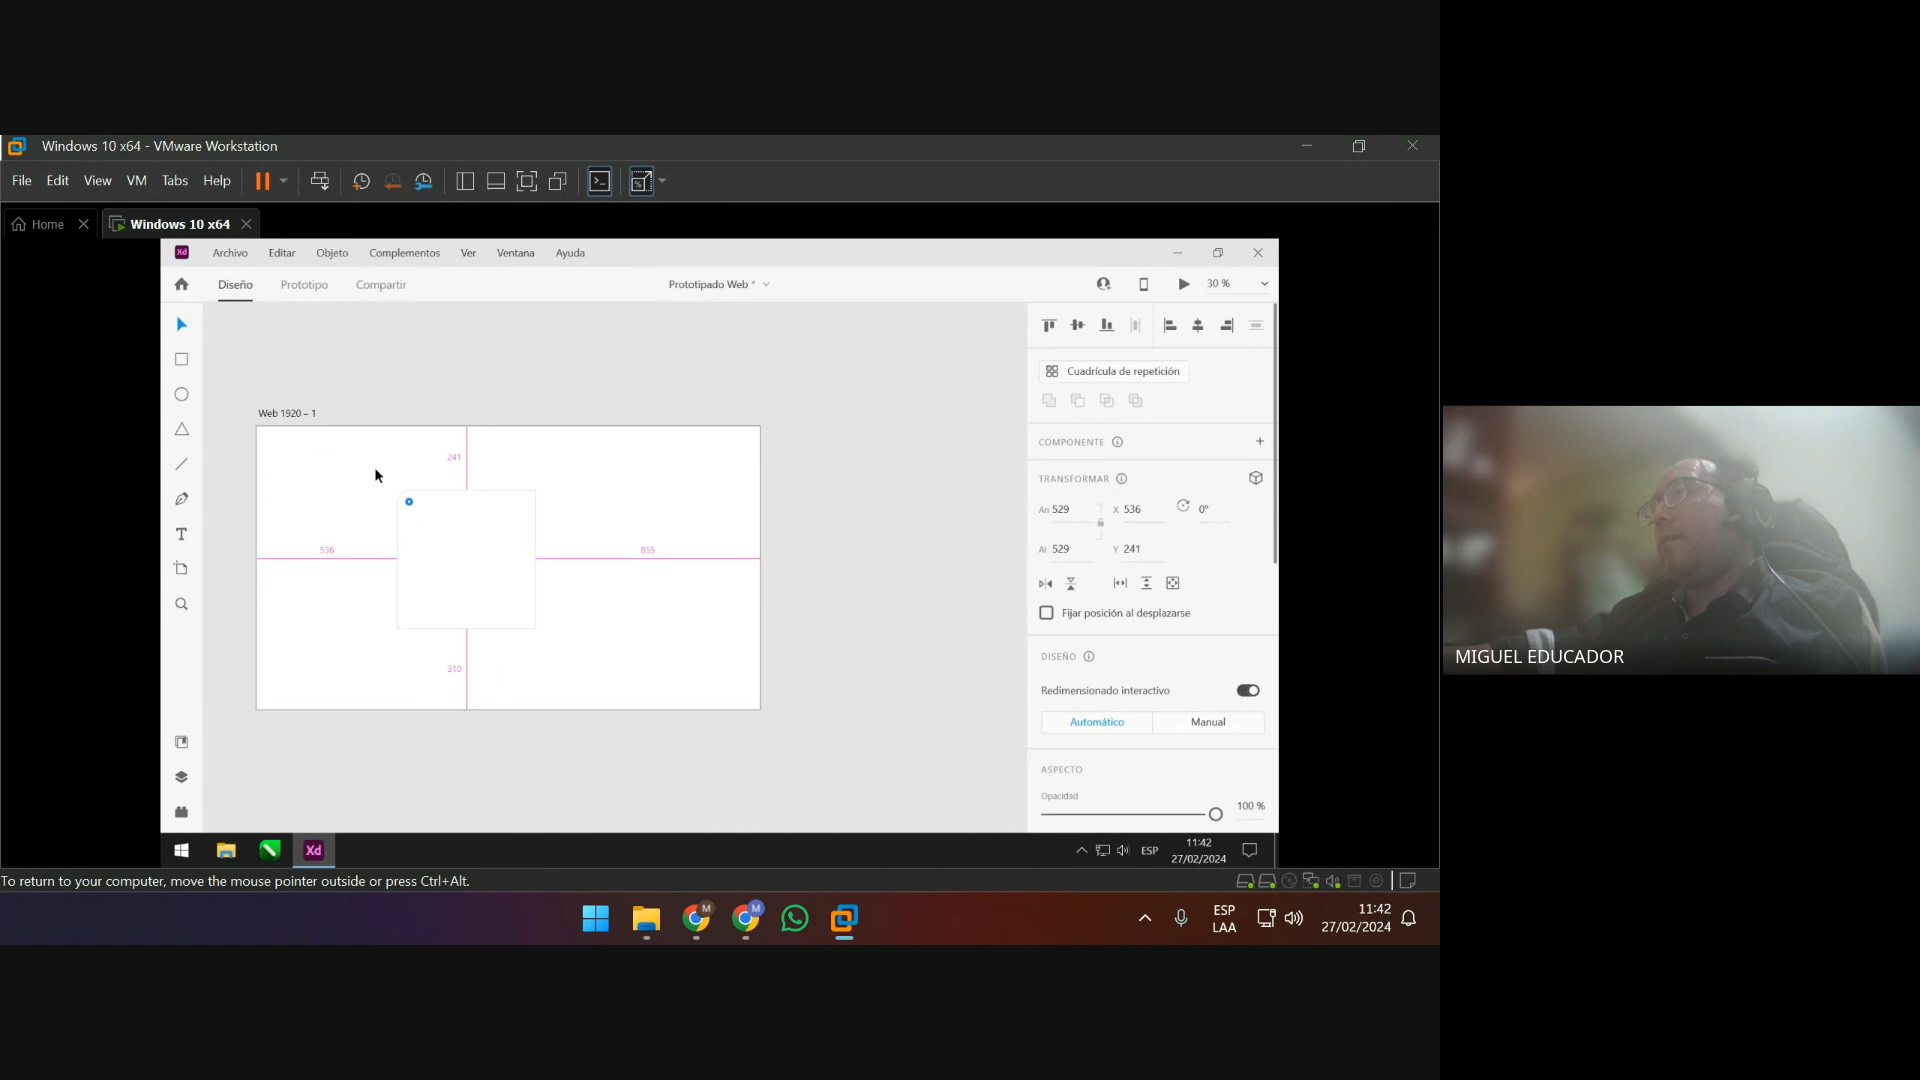 Windows 10 x64 - VMware Workstation
File Edit View VM Tabs Help
Home
Windows 10 x64
Xd Archivo Editar Objeto Complementos Ver Ventana Ayuda
Diseño Prototipo Compartir Prototipado Web * 30 %
Cuadrícula de repetición
Web 1920 – 1
COMPONENTE
241
TRANSFORMAR
An 529 X 536 0°
536 855
Al 529 Y 241
Fijar posición al desplazarse
310
DISEÑO
Redimensionado interactivo
Automático Manual
ASPECTO
Opacidad
100 %
Xd
ESP
11:42
27/02/2024
To return to your computer, move the mouse pointer outside or press Ctrl+Alt.
M
M
ESP
LAA
11:42
27/02/2024
MIGUEL EDUCADOR